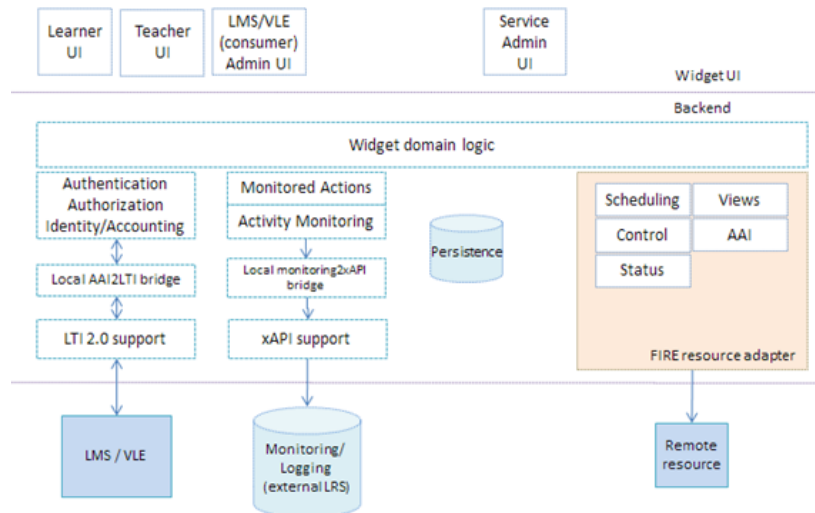 Learner
UI
Teacher
UI
LMS/VLE
(consumer)
Admin UI
Service
Admin
UI
Widget UI
Backend
Widget domain logic
Authentication
Authorization
Identity/Accounting
Monitored Actions
Activity Monitoring
Persistence
Scheduling
Views
Control
AAI
Status
Local AAI2LTI bridge
Local monitoring2xAPI
bridge
LTI 2.0 support
xAPI support
FIRE resource adapter
LMS / VLE
Monitoring/
Logging
(external LRS)
Remote
resource